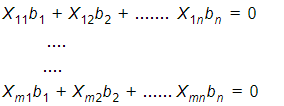 X₁₁b₁ + X₁₂b₂ + ....... X₁ₙbₙ = 0
....
....
Xₘ₁b₁ + Xₘ₂b₂ + ...... Xₘₙbₙ = 0